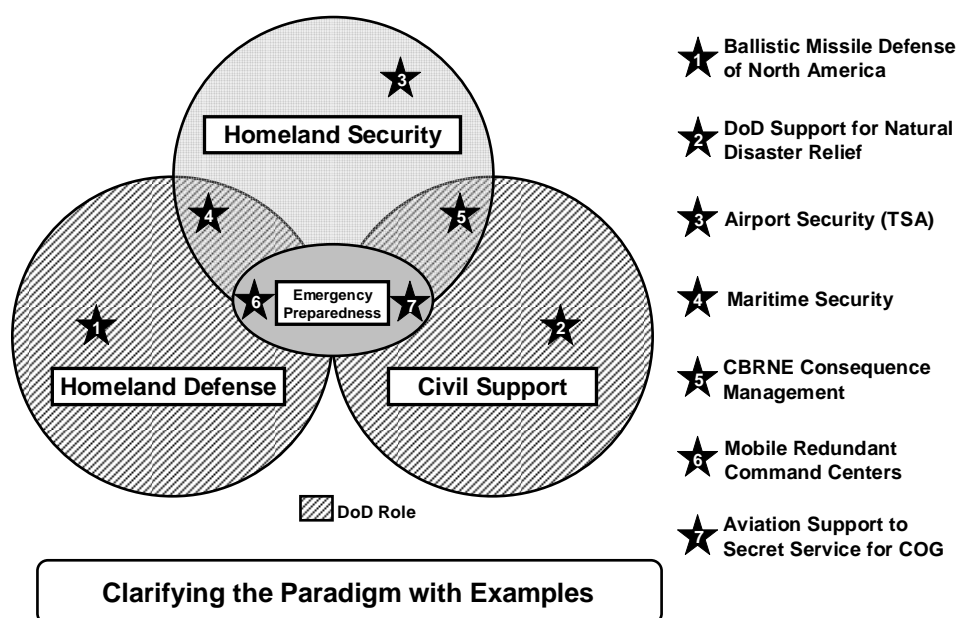 3
Homeland Security
4
5
6
Emergency
Preparedness
7
1
2
Homeland Defense
Civil Support
DoD Role
1 Ballistic Missile Defense
of North America
2 DoD Support for Natural
Disaster Relief
3 Airport Security (TSA)
4 Maritime Security
5 CBRNE Consequence
Management
6 Mobile Redundant
Command Centers
7 Aviation Support to
Secret Service for COG
Clarifying the Paradigm with Examples